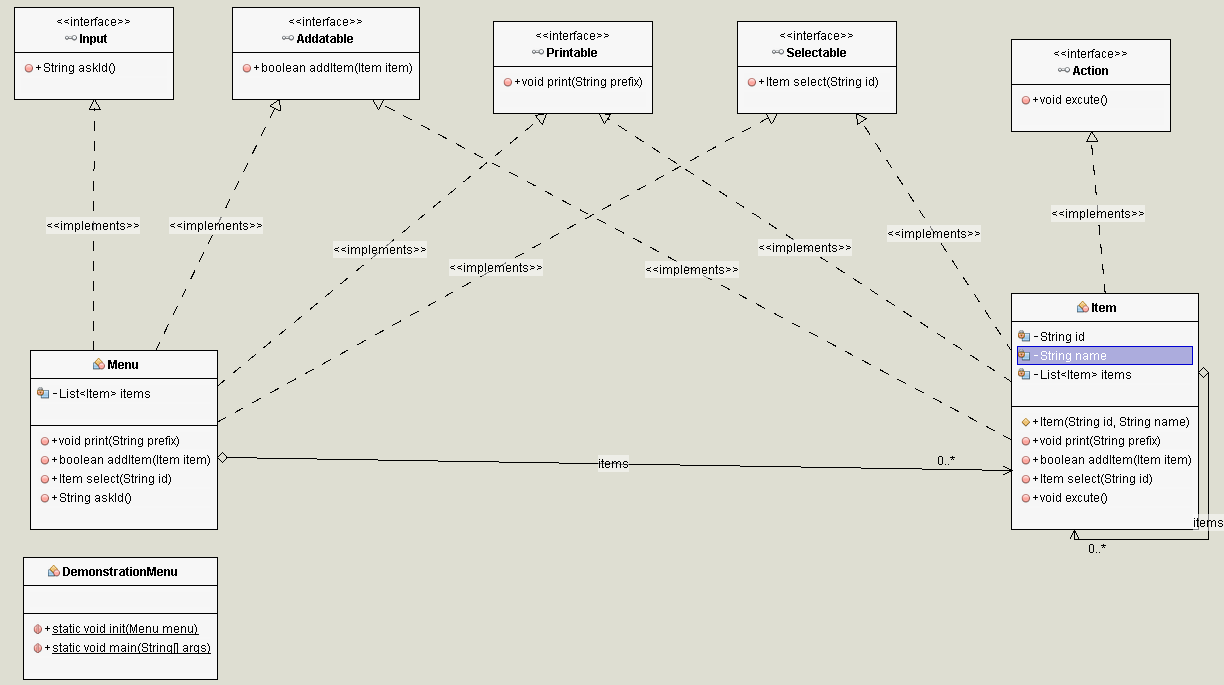 <<interface>>
Input
+String askId()
<<interface>>
Addatable
+boolean addItem(Item item)
<<interface>>
Printable
+void print(String prefix)
<<interface>>
Selectable
+Item select(String id)
<<interface>>
Action
+void excute()
<<implements>>
<<implements>>
<<implements>>
<<implements>>
<<implements>>
<<implements>>
<<implements>>
<<implements>>
Menu
-List<Item> items
+void print(String prefix)
+boolean addItem(Item item)
+Item select(String id)
+String askId()
items
0..*
Item
-String id
-String name
-List<Item> items
+Item(String id, String name)
+void print(String prefix)
+boolean addItem(Item item)
+Item select(String id)
+void excute()
items
0..*
DemonstrationMenu
+static void init(Menu menu)
+static void main(String[] args)